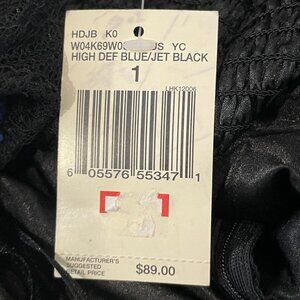 HDJB K0
YC
HIGH DEF BLUE/JET BLACK
1
LHK12006
6 05576 55347 1
MANUFACTURER'S
SUGGESTED
RETAIL PRICE
$89.00